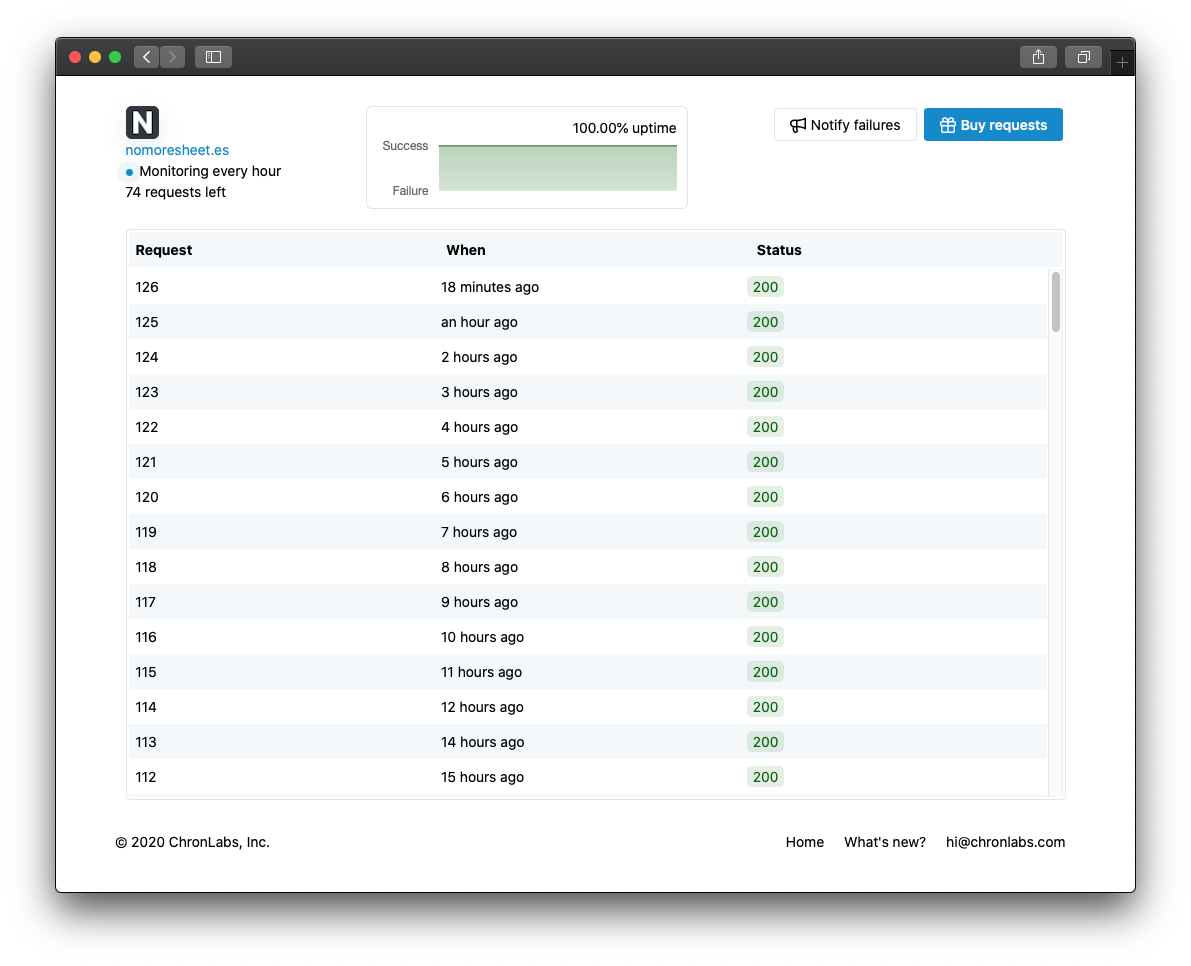 N
nomoresheet.es
Monitoring every hour
74 requests left
100.00% uptime
Success
Failure
Notify failures
Buy requests
Request When Status
126 18 minutes ago 200
125 an hour ago 200
124 2 hours ago 200
123 3 hours ago 200
122 4 hours ago 200
121 5 hours ago 200
120 6 hours ago 200
119 7 hours ago 200
118 8 hours ago 200
117 9 hours ago 200
116 10 hours ago 200
115 11 hours ago 200
114 12 hours ago 200
113 14 hours ago 200
112 15 hours ago 200
© 2020 ChronLabs, Inc. Home What's new? hi@chronlabs.com